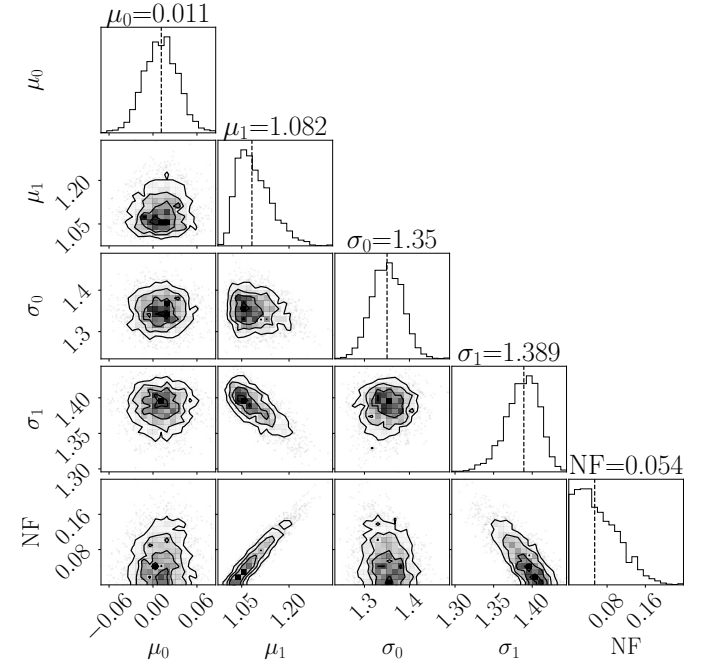 μ₀=0.011
μ₀
μ₁=1.082
μ₁
1.20
1.05
σ₀=1.35
σ₀
1.4
1.3
σ₁=1.389
σ₁
1.40
1.35
1.30
NF=0.054
NF
0.16
0.08
−0.06 0.00 0.06 1.05 1.20 1.3 1.4 1.30 1.35 1.40 0.08 0.16
μ₀ μ₁ σ₀ σ₁ NF